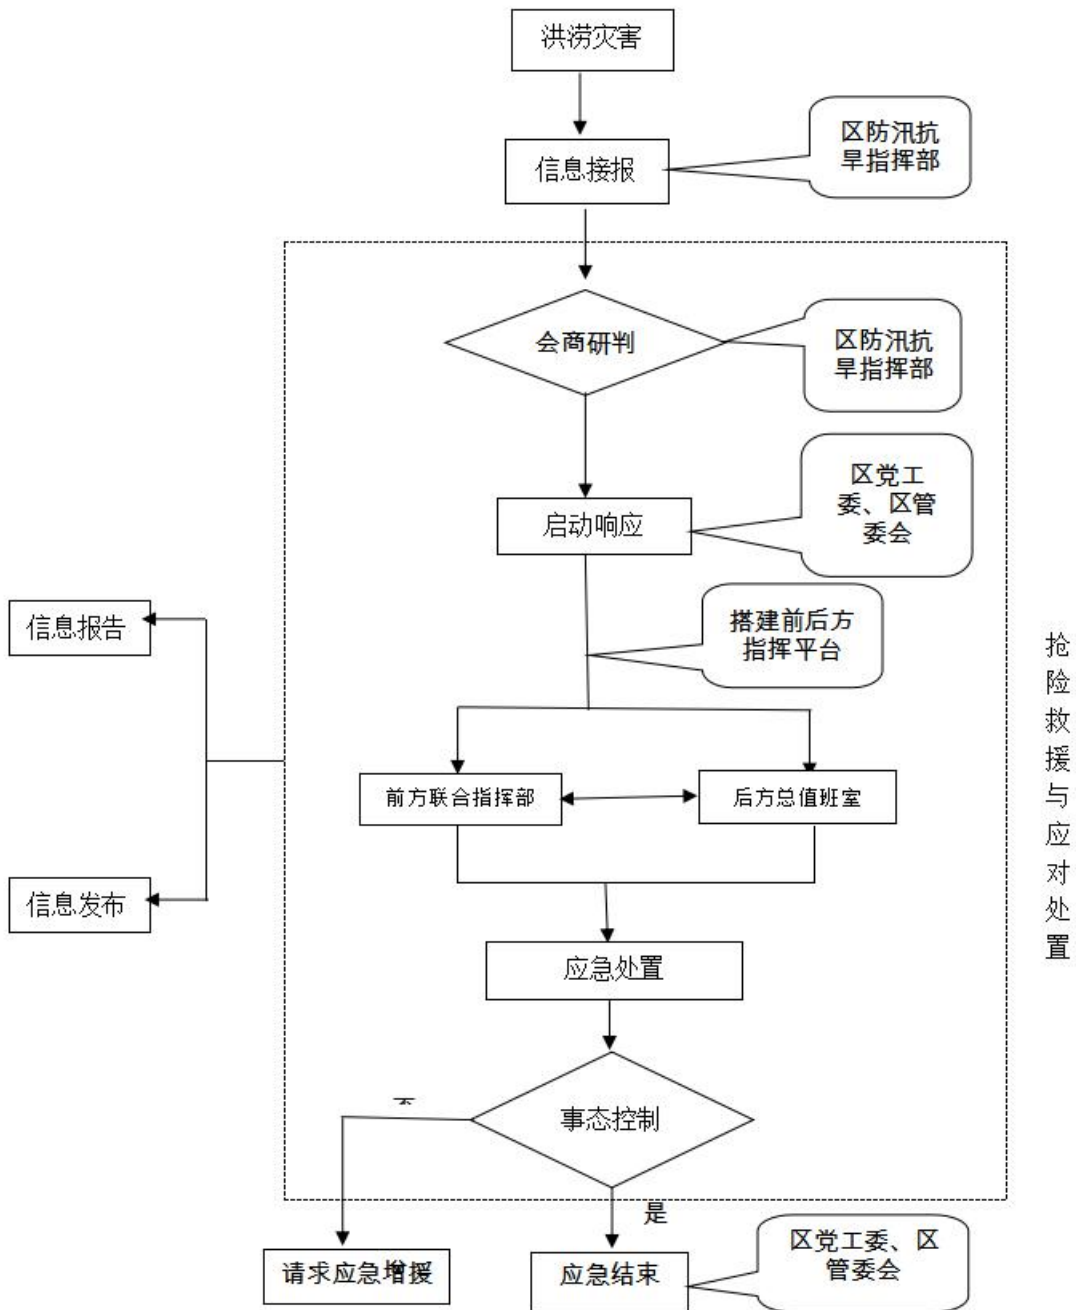 洪涝灾害
区防汛抗
旱指挥部
信息接报
会商研判
区防汛抗
旱指挥部
区党工
委、区管
委会
启动响应
搭建前后方
指挥平台
信息报告
抢险救援与应对处置
前方联合指挥部
后方总值班室
信息发布
应急处置
事态控制
是
区党工委、区
管委会
请求应急增援
应急结束